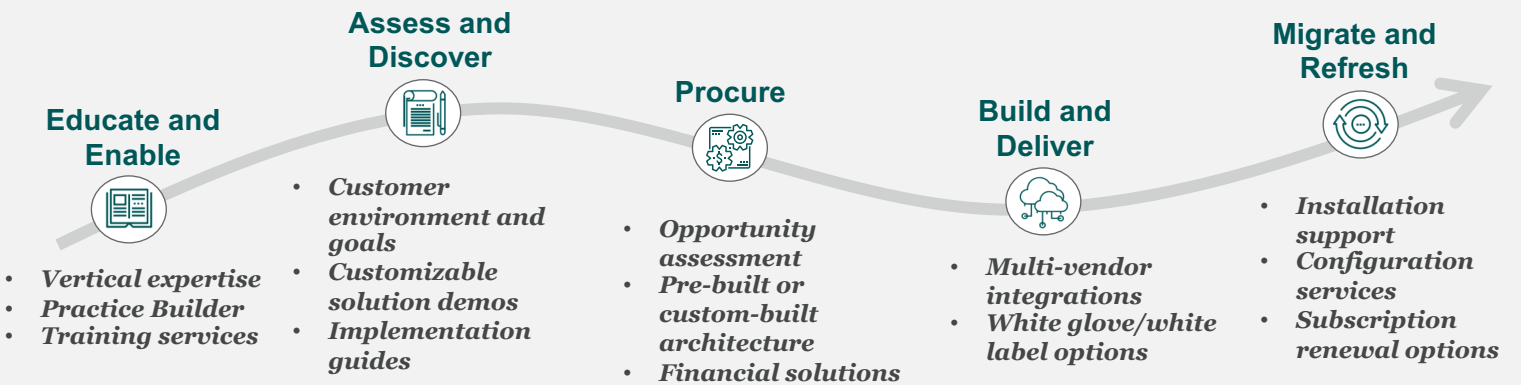 Educate and
Enable
• Vertical expertise
• Practice Builder
• Training services
Assess and
Discover
• Customer
environment and
goals
• Customizable
solution demos
• Implementation
guides
Procure
• Opportunity
assessment
• Pre-built or
custom-built
architecture
• Financial solutions
Build and
Deliver
• Multi-vendor
integrations
• White glove/white
label options
Migrate and
Refresh
• Installation
support
• Configuration
services
• Subscription
renewal options